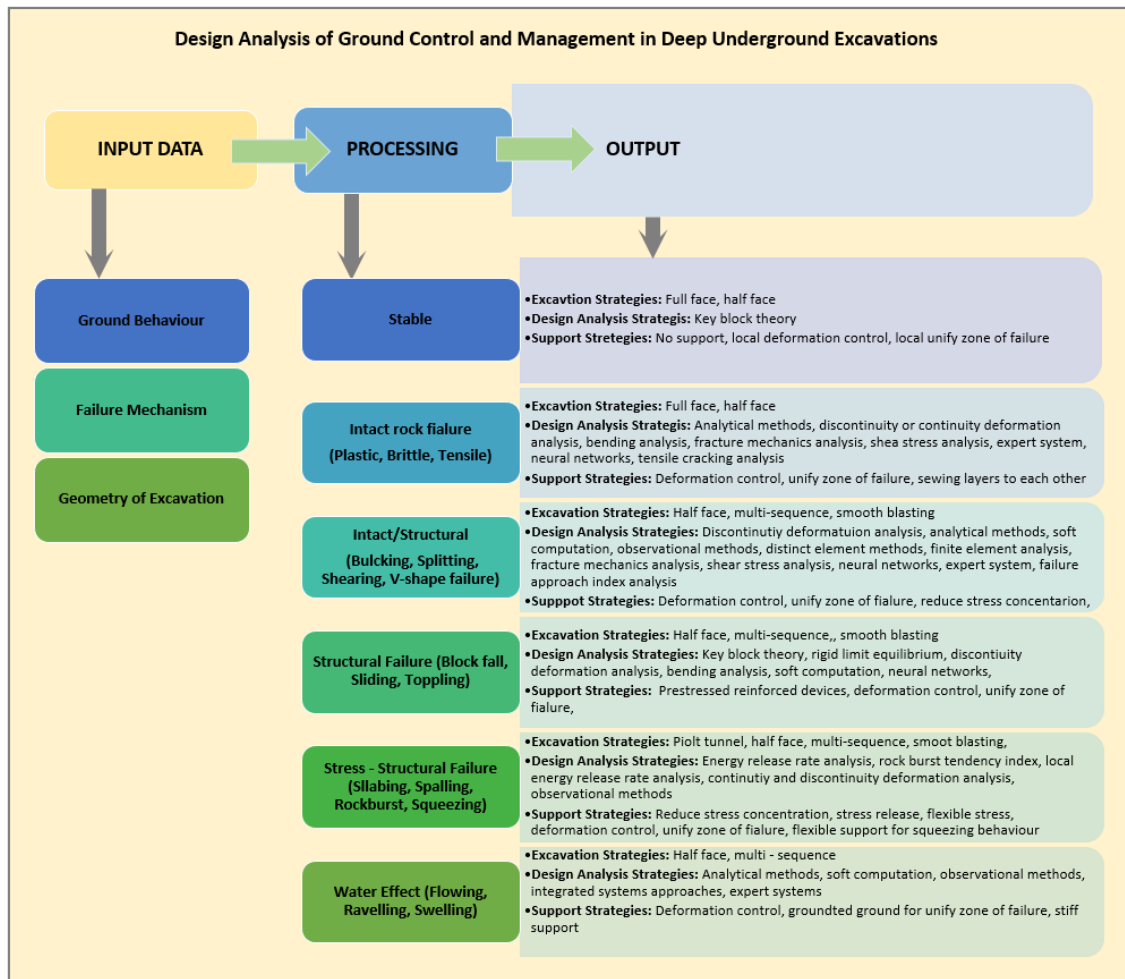 Design Analysis of Ground Control and Management in Deep Underground Excavations
INPUT DATA
PROCESSING
OUTPUT
Ground Behaviour
Failure Mechanism
Geometry of Excavation
Stable
•Excavtion Strategies: Full face, half face
•Design Analysis Strategis: Key block theory
•Support Stretegies: No support, local deformation control, local unify zone of failure
Intact rock fialure
(Plastic, Brittle, Tensile)
•Excavtion Strategies: Full face, half face
•Design Analysis Strategis: Analytical methods, discontinuity or continuity deformation
analysis, bending analysis, fracture mechanics analysis, shea stress analysis, expert system,
neural networks, tensile cracking analysis
•Support Strategies: Deformation control, unify zone of failure, sewing layers to each other
Intact/Structural
(Bulcking, Splitting,
Shearing, V-shape failure)
•Excavation Strategies: Half face, multi-sequence, smooth blasting
•Design Analysis Strategies: Discontinutiy deformatuion analysis, analytical methods, soft
computation, observational methods, distinct element methods, finite element analysis,
fracture mechanics analysis, shear stress analysis, neural networks, expert system, failure
approach index analysis
•Supppot Strategies: Deformation control, unify zone of fialure, reduce stress concentarion,
Structural Failure (Block fall,
Sliding, Toppling)
•Excavation Strategies: Half face, multi-sequence,, smooth blasting
•Design Analysis Strategies: Key block theory, rigid limit equilibrium, discontiuity
deformation analysis, bending analysis, soft computation, neural networks,
•Support Strategies: Prestressed reinforced devices, deformation control, unify zone of
fialure,
Stress - Structural Failure
(Sllabing, Spalling,
Rockburst, Squeezing)
•Excavation Strategies: Piolt tunnel, half face, multi-sequence, smoot blasting,
•Design Analysis Strategies: Energy release rate analysis, rock burst tendency index, local
energy release rate analysis, continutiy and discontinuity deformation analysis,
observational methods
•Support Strategies: Reduce stress concentration, stress release, flexible stress,
deformation control, unify zone of fialure, flexible support for squeezing behaviour
Water Effect (Flowing,
Ravelling, Swelling)
•Excavation Strategies: Half face, multi - sequence
•Design Analysis Strategies: Analytical methods, soft computation, observational methods,
integrated systems approaches, expert systems
•Support Strategies: Deformation control, groundted ground for unify zone of failure, stiff
support